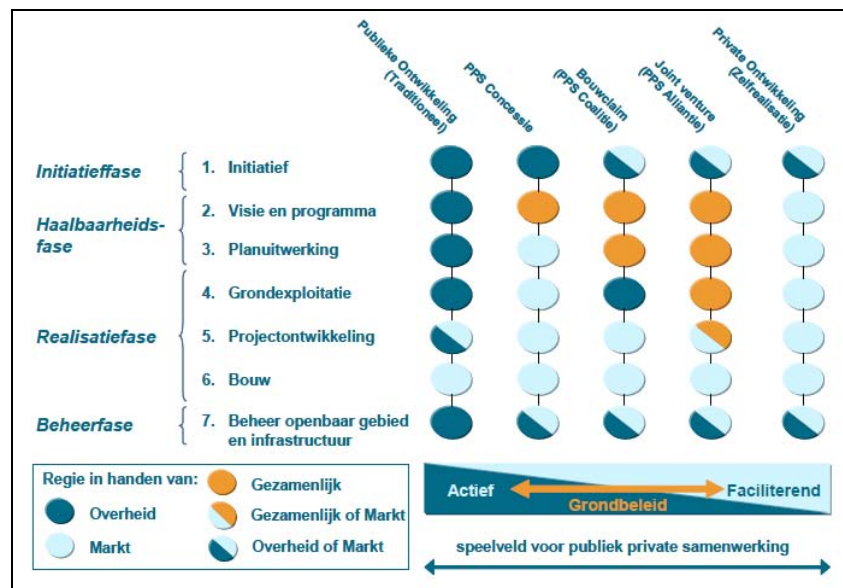 Publieke Ontwikkeling
(Traditioneel)
PPS Concessie
Bouwclaim
(PPS Coalitie)
Joint venture
(PPS Alliantie)
Private Ontwikkeling
(Zelfrealisatie)
Initiatieffase
1. Initiatief
Haalbaarheids-
fase
2. Visie en programma
3. Planuitwerking
Realisatiefase
4. Grondexploitatie
5. Projectontwikkeling
6. Bouw
Beheerfase
7. Beheer openbaar gebied
en infrastructuur
Regie in handen van:
Overheid
Markt
Gezamenlijk
Gezamenlijk of Markt
Overheid of Markt
Actief
Grondbeleid
Faciliterend
speelveld voor publiek private samenwerking